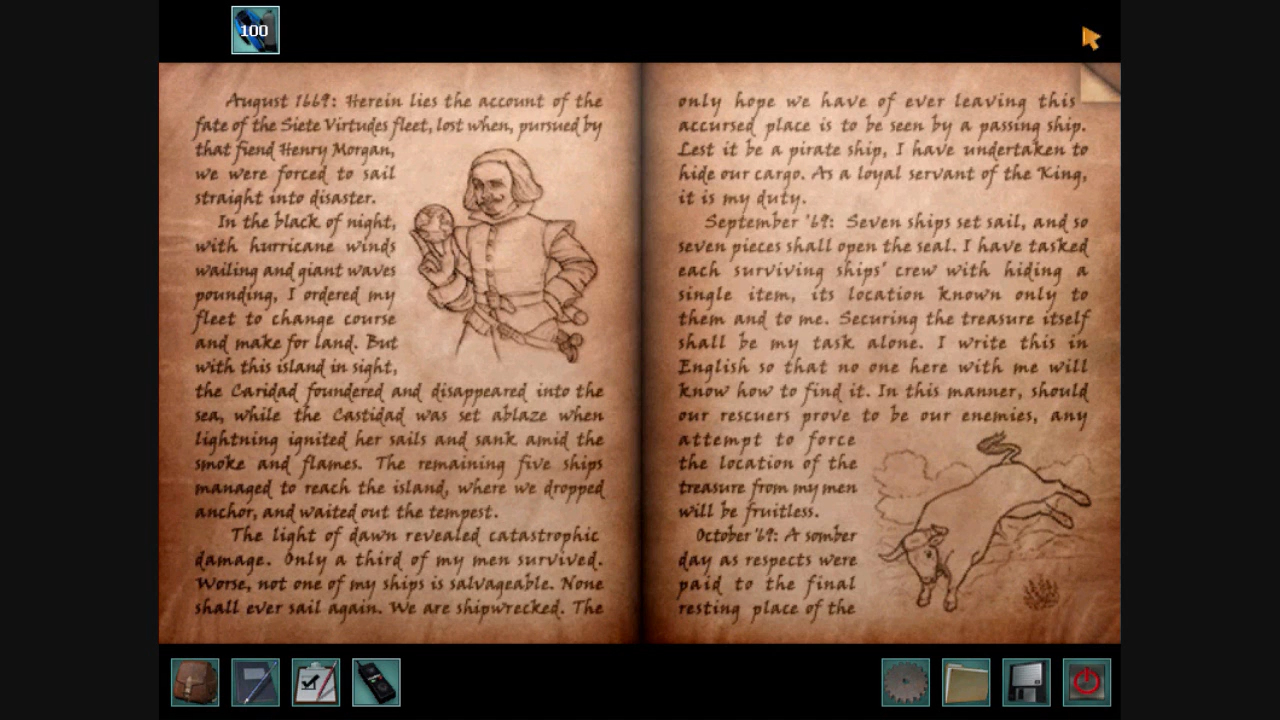 100
August 1669: Herein lies the account of the
fate of the Siete Virtudes fleet, lost when, pursued by
that fiend Henry Morgan,
we were forced to sail
straight into disaster.
In the black of night,
with hurricane winds
wailing and giant waves
pounding, I ordered my
fleet to change course
and make for land. But
with this island in sight,
the Caridad foundered and disappeared into the
sea, while the Castidad was set ablaze when
lightning ignited her sails and sank amid the
smoke and flames. The remaining five ships
managed to reach the island, where we dropped
anchor, and waited out the tempest.
The light of dawn revealed catastrophic
damage. Only a third of my men survived.
Worse, not one of my ships is salvageable. None
shall ever sail again. We are shipwrecked. The
only hope we have of ever leaving this
accursed place is to be seen by a passing ship.
Lest it be a pirate ship, I have undertaken to
hide our cargo. As a loyal servant of the King,
it is my duty.
September '69: Seven ships set sail, and so
seven pieces shall open the seal. I have tasked
each surviving ships' crew with hiding a
single item, its location known only to
them and to me. Securing the treasure itself
shall be my task alone. I write this in
English so that no one here with me will
know how to find it. In this manner, should
our rescuers prove to be our enemies, any
attempt to force
the location of the
treasure from my men
will be fruitless.
October '69: A somber
day as respects were
paid to the final
resting place of the